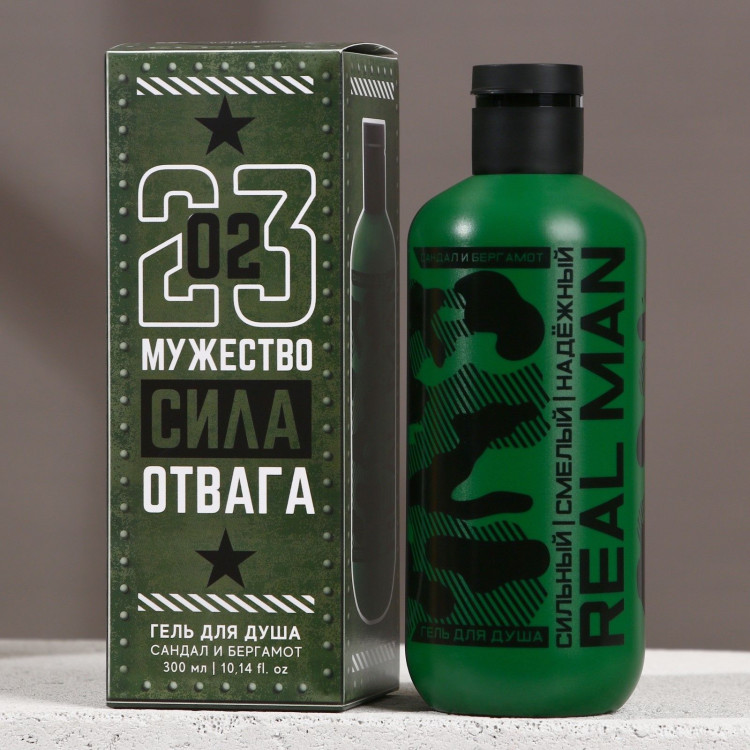 23
02
МУЖЕСТВО
СИЛА
ОТВАГА
ГЕЛЬ ДЛЯ ДУША
САНДАЛ И БЕРГАМОТ
300 мл | 10,14 fl. oz
САНДАЛ И БЕРГАМОТ
СИЛЬНЫЙ | СМЕЛЫЙ | НАДЁЖНЫЙ
REAL MAN
ГЕЛЬ ДЛЯ ДУША